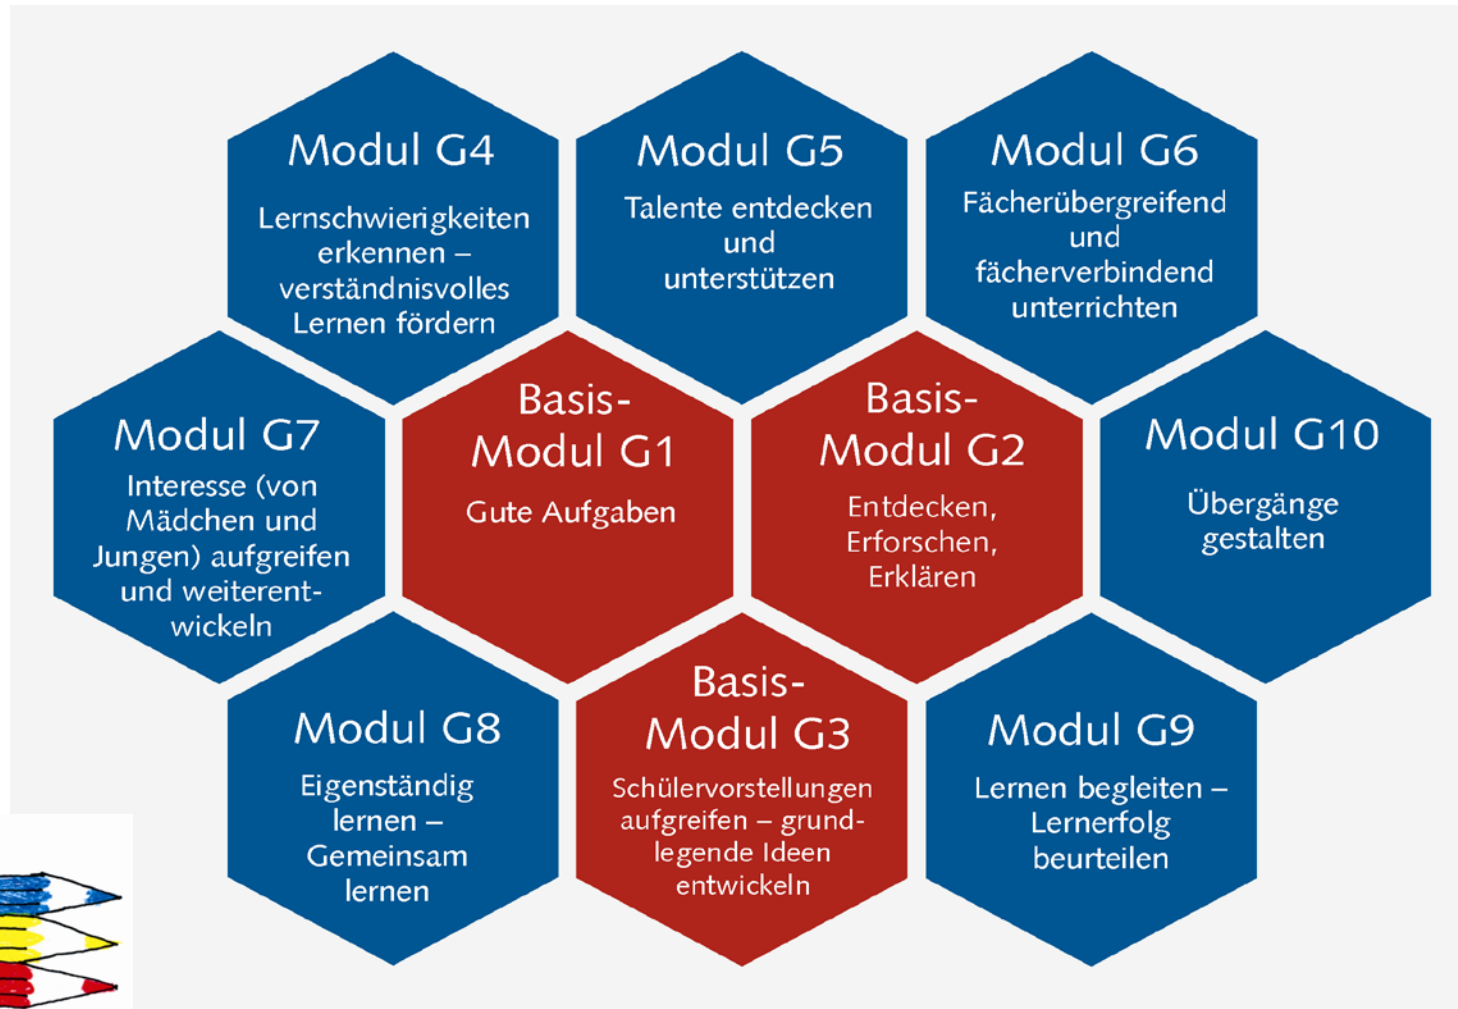 Modul G4
Lernschwierigkeiten
erkennen –
verständnisvolles
Lernen fördern
Modul G5
Talente entdecken
und
unterstützen
Modul G6
Fächerübergreifend
und
fächerverbindend
unterrichten
Modul G7
Interesse (von
Mädchen und
Jungen) aufgreifen
und weiterent-
wickeln
Basis-
Modul G1
Gute Aufgaben
Basis-
Modul G2
Entdecken,
Erforschen,
Erklären
Modul G10
Übergänge
gestalten
Modul G8
Eigenständig
lernen –
Gemeinsam
lernen
Basis-
Modul G3
Schülervorstellungen
aufgreifen – grund-
legende Ideen
entwickeln
Modul G9
Lernen begleiten –
Lernerfolg
beurteilen